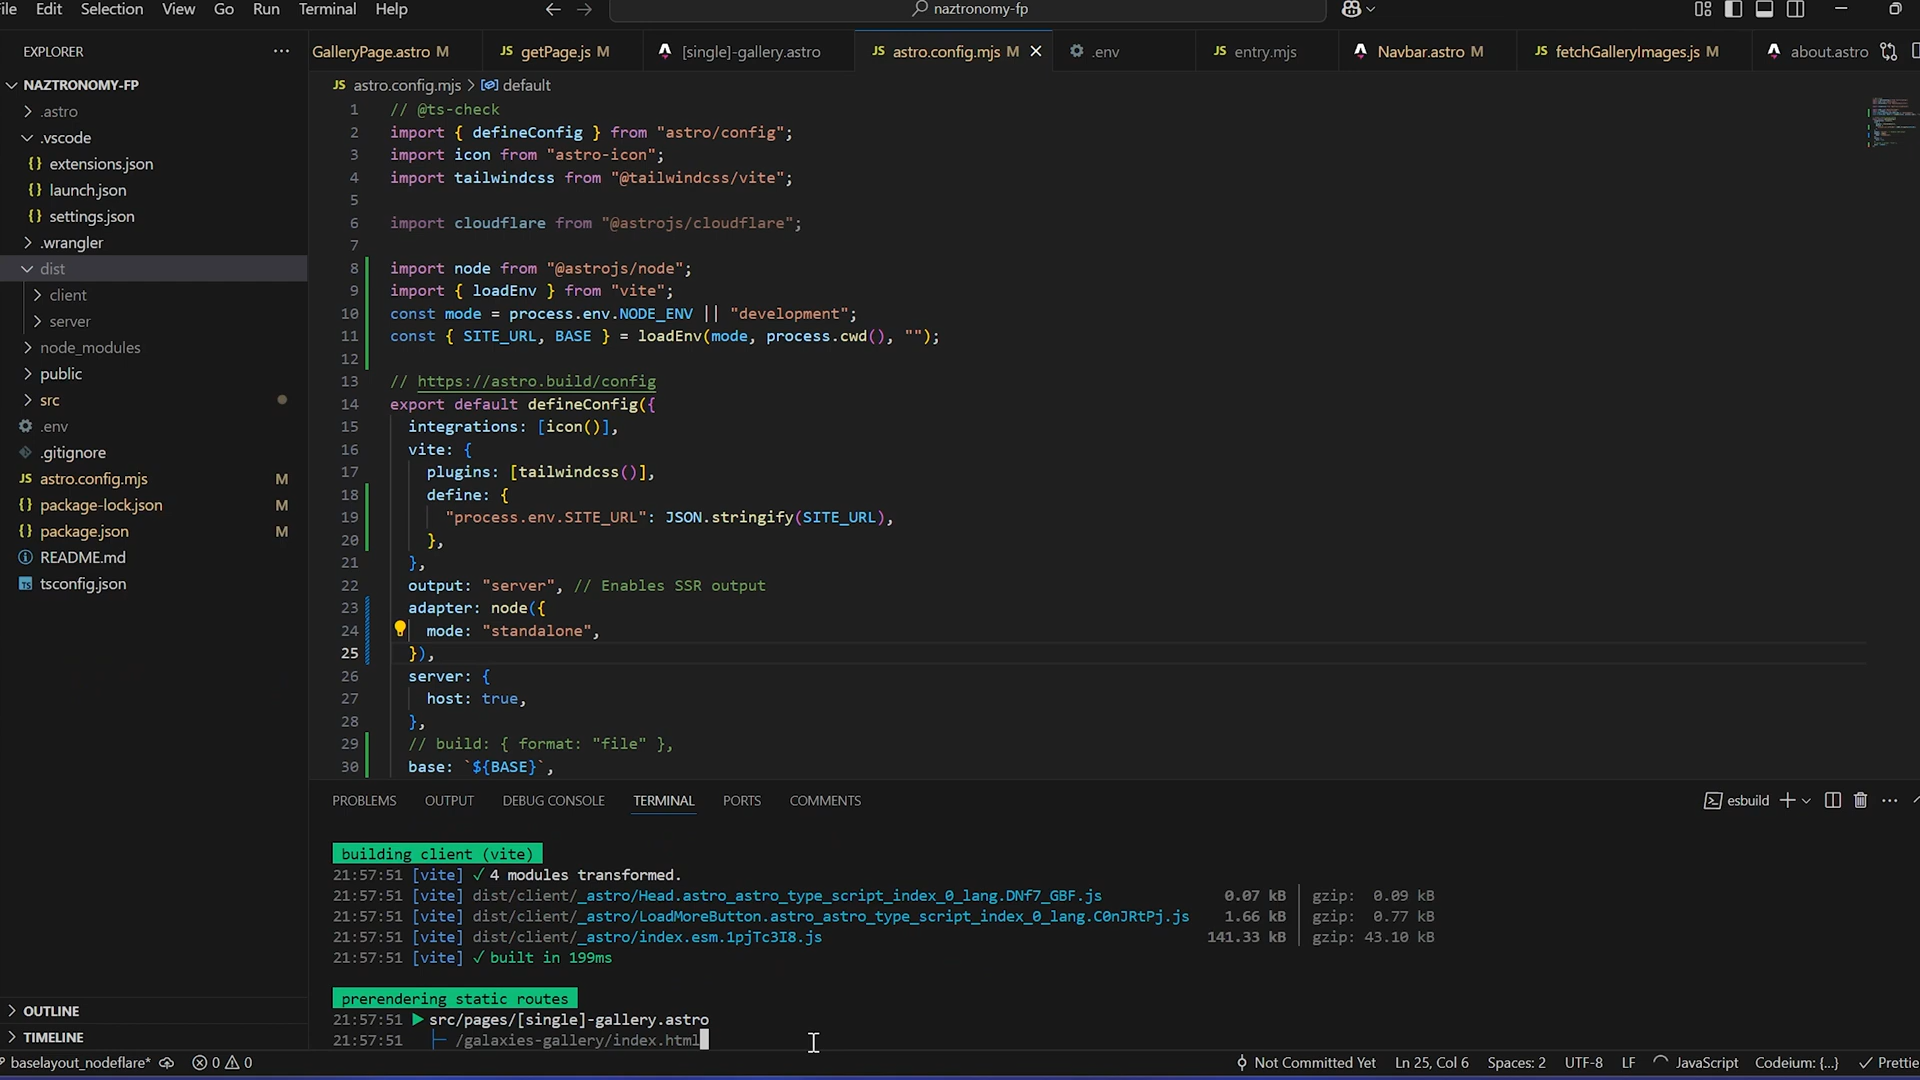 File Edit Selection View Go Run Terminal Help
naztronomy-fp
EXPLORER
GalleryPage.astro M
JS getPage.js M
[single]-gallery.astro
JS astro.config.mjs M
.env
JS entry.mjs
Navbar.astro M
JS fetchGalleryImages.js M
about.astro
NAZTRONOMY-FP
.astro
.vscode
{} extensions.json
{} launch.json
{} settings.json
.wrangler
dist
client
server
node_modules
public
src
.env
.gitignore
JS astro.config.mjs M
{} package-lock.json M
{} package.json M
README.md
TS tsconfig.json
OUTLINE
TIMELINE
JS astro.config.mjs > default
1 // @ts-check
2 import { defineConfig } from "astro/config";
3 import icon from "astro-icon";
4 import tailwindcss from "@tailwindcss/vite";
5
6 import cloudflare from "@astrojs/cloudflare";
7
8 import node from "@astrojs/node";
9 import { loadEnv } from "vite";
10 const mode = process.env.NODE_ENV || "development";
11 const { SITE_URL, BASE } = loadEnv(mode, process.cwd(), "");
12
13 // https://astro.build/config
14 export default defineConfig({
15 integrations: [icon()],
16 vite: {
17 plugins: [tailwindcss()],
18 define: {
19 "process.env.SITE_URL": JSON.stringify(SITE_URL),
20 },
21 },
22 output: "server", // Enables SSR output
23 adapter: node({
24 mode: "standalone",
25 }),
26 server: {
27 host: true,
28 },
29 // build: { format: "file" },
30 base: `${BASE}`,
PROBLEMS OUTPUT DEBUG CONSOLE TERMINAL PORTS COMMENTS
esbuild
building client (vite)
21:57:51 [vite] ✓ 4 modules transformed.
21:57:51 [vite] dist/client/_astro/Head.astro_astro_type_script_index_0_lang.DNf7_GBF.js 0.07 kB │ gzip: 0.09 kB
21:57:51 [vite] dist/client/_astro/LoadMoreButton.astro_astro_type_script_index_0_lang.C0nJRtPj.js 1.66 kB │ gzip: 0.77 kB
21:57:51 [vite] dist/client/_astro/index.esm.1pjTc3I8.js 141.33 kB │ gzip: 43.10 kB
21:57:51 [vite] ✓ built in 199ms
prerendering static routes
21:57:51 ▶ src/pages/[single]-gallery.astro
21:57:51 ├─ /galaxies-gallery/index.html
baselayout_nodeflare* 0 0
Not Committed Yet Ln 25, Col 6 Spaces: 2 UTF-8 LF JavaScript Codeium: {...} ✓ Prettie